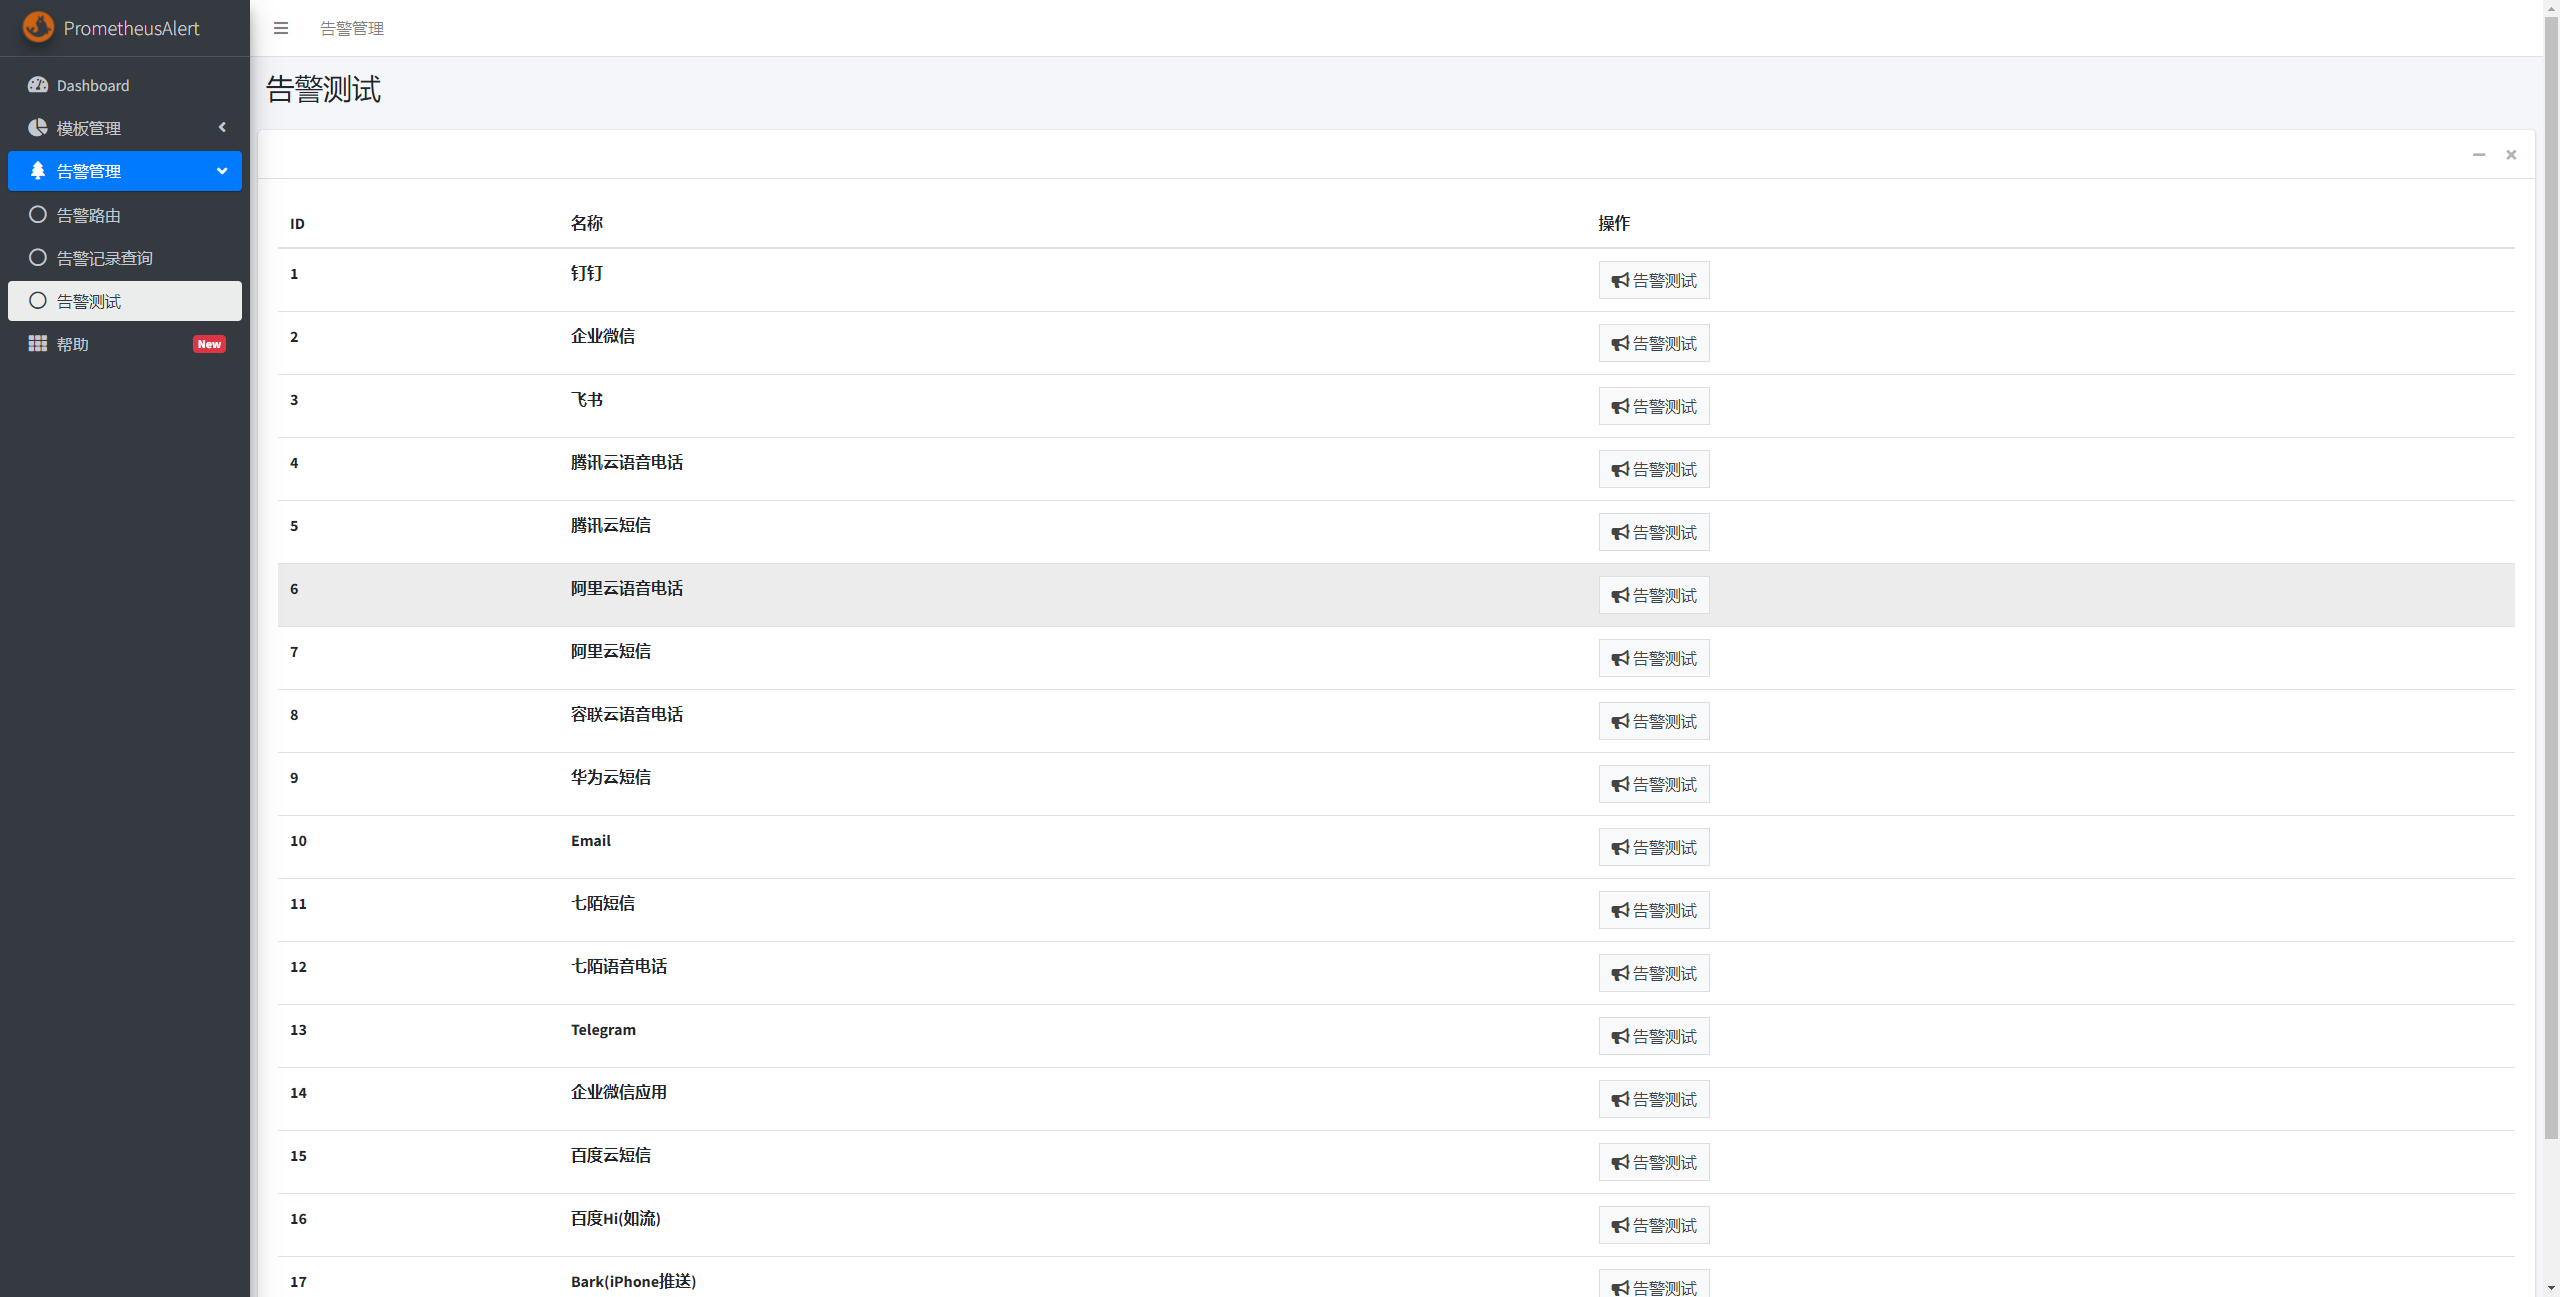 PrometheusAlert
告警管理
Dashboard
模板管理
告警管理
告警路由
告警记录查询
告警测试
帮助 New
告警测试
ID 名称 操作
1 钉钉 告警测试
2 企业微信 告警测试
3 飞书 告警测试
4 腾讯云语音电话 告警测试
5 腾讯云短信 告警测试
6 阿里云语音电话 告警测试
7 阿里云短信 告警测试
8 容联云语音电话 告警测试
9 华为云短信 告警测试
10 Email 告警测试
11 七陌短信 告警测试
12 七陌语音电话 告警测试
13 Telegram 告警测试
14 企业微信应用 告警测试
15 百度云短信 告警测试
16 百度Hi(如流) 告警测试
17 Bark(iPhone推送) 告警测试